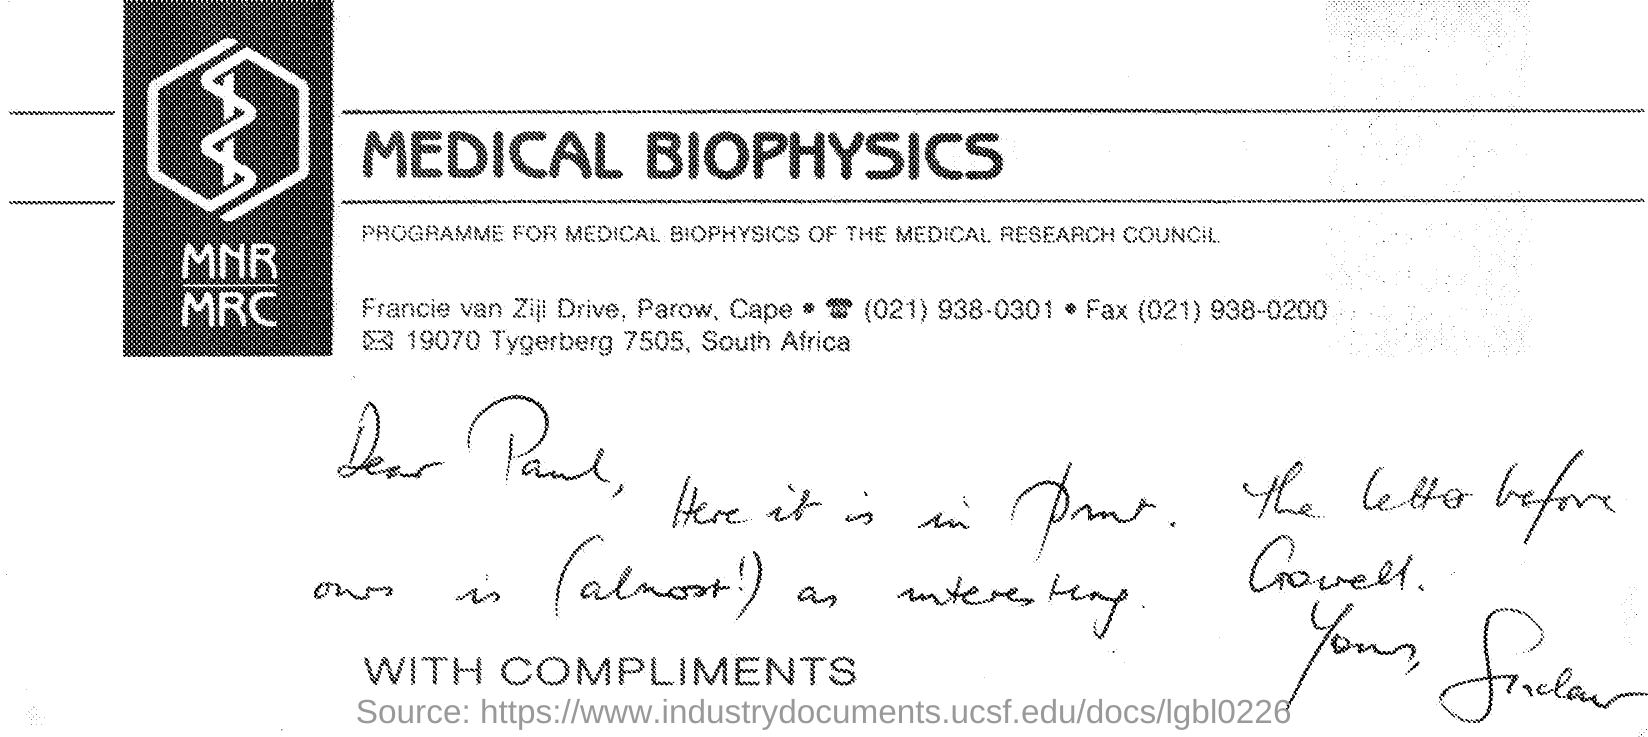 MEDICAL BIOPHYSICS
MNR
MRC
PROGRAMME FOR MEDICAL BIOPHYSICS OF THE MEDICAL RESEARCH COUNCIL
Francie van Zijl Drive, Parow, Cape • ☎ (021) 938-0301 • Fax (021) 938-0200
✉ 19070 Tygerberg 7505, South Africa
Dear Paul,
Here it is in print. The letter before
ours is (almost!) as interesting. Crowell.
Yours, Sinclair
WITH COMPLIMENTS
Source: https://www.industrydocuments.ucsf.edu/docs/lgbl0226